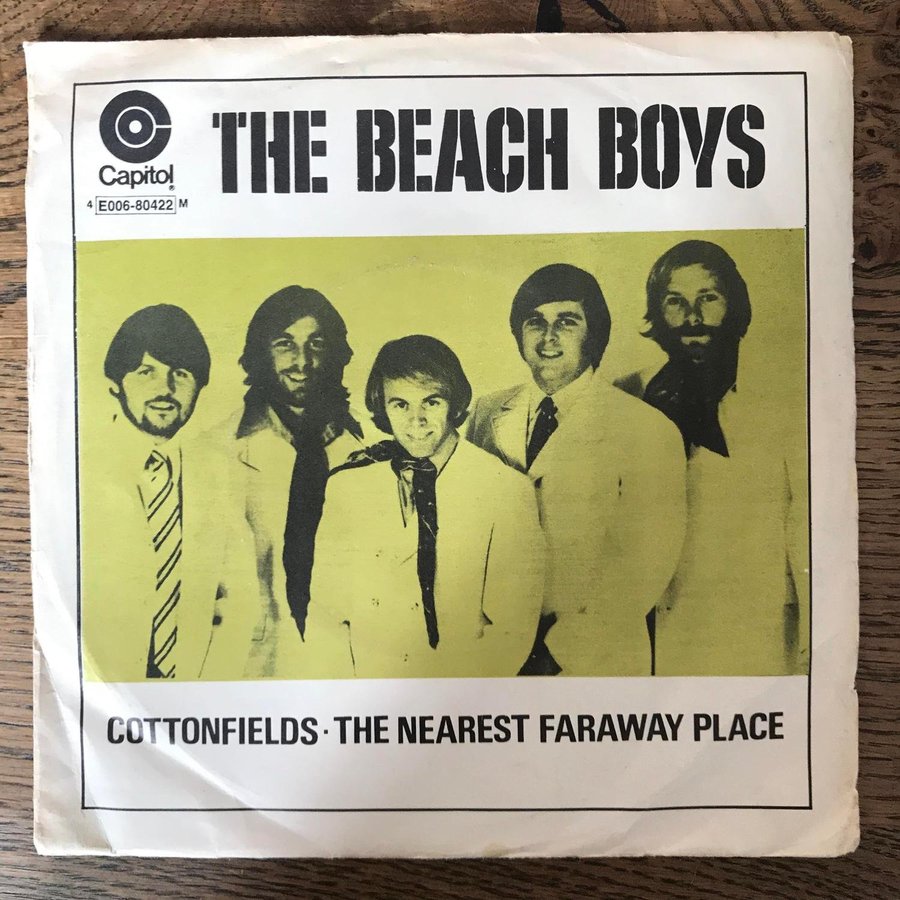 THE BEACH BOYS
Capitol®
4 E006-80422 M
COTTONFIELDS · THE NEAREST FARAWAY PLACE